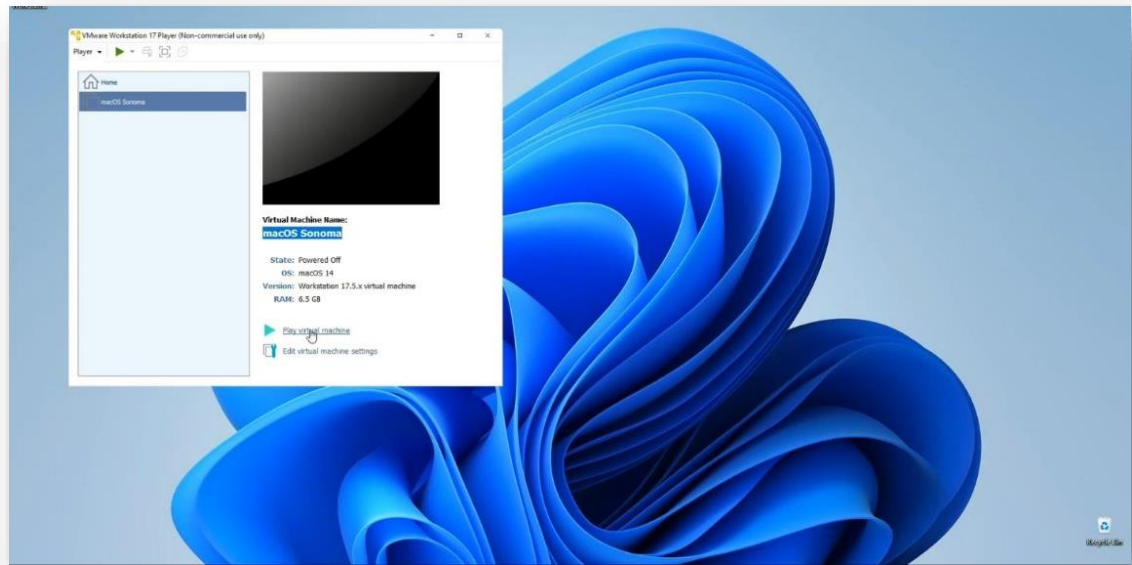 VMware Workstation 17 Player (Non-commercial use only)
Player
Home
macOS Sonoma
Virtual Machine Name:
macOS Sonoma
State: Powered Off
OS: macOS 14
Version: Workstation 17.5.x virtual machine
RAM: 6.5 GB
Play virtual machine
Edit virtual machine settings
Recycle Bin